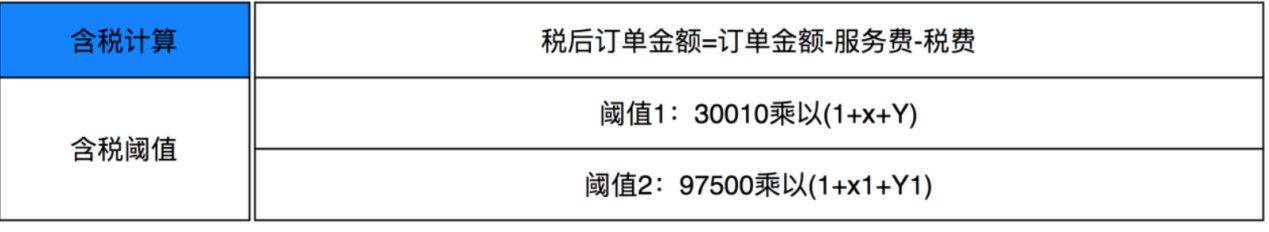 含税计算
税后订单金额=订单金额-服务费-税费
含税阈值
阈值1：30010乘以(1+x+Y)
阈值2：97500乘以(1+x1+Y1)